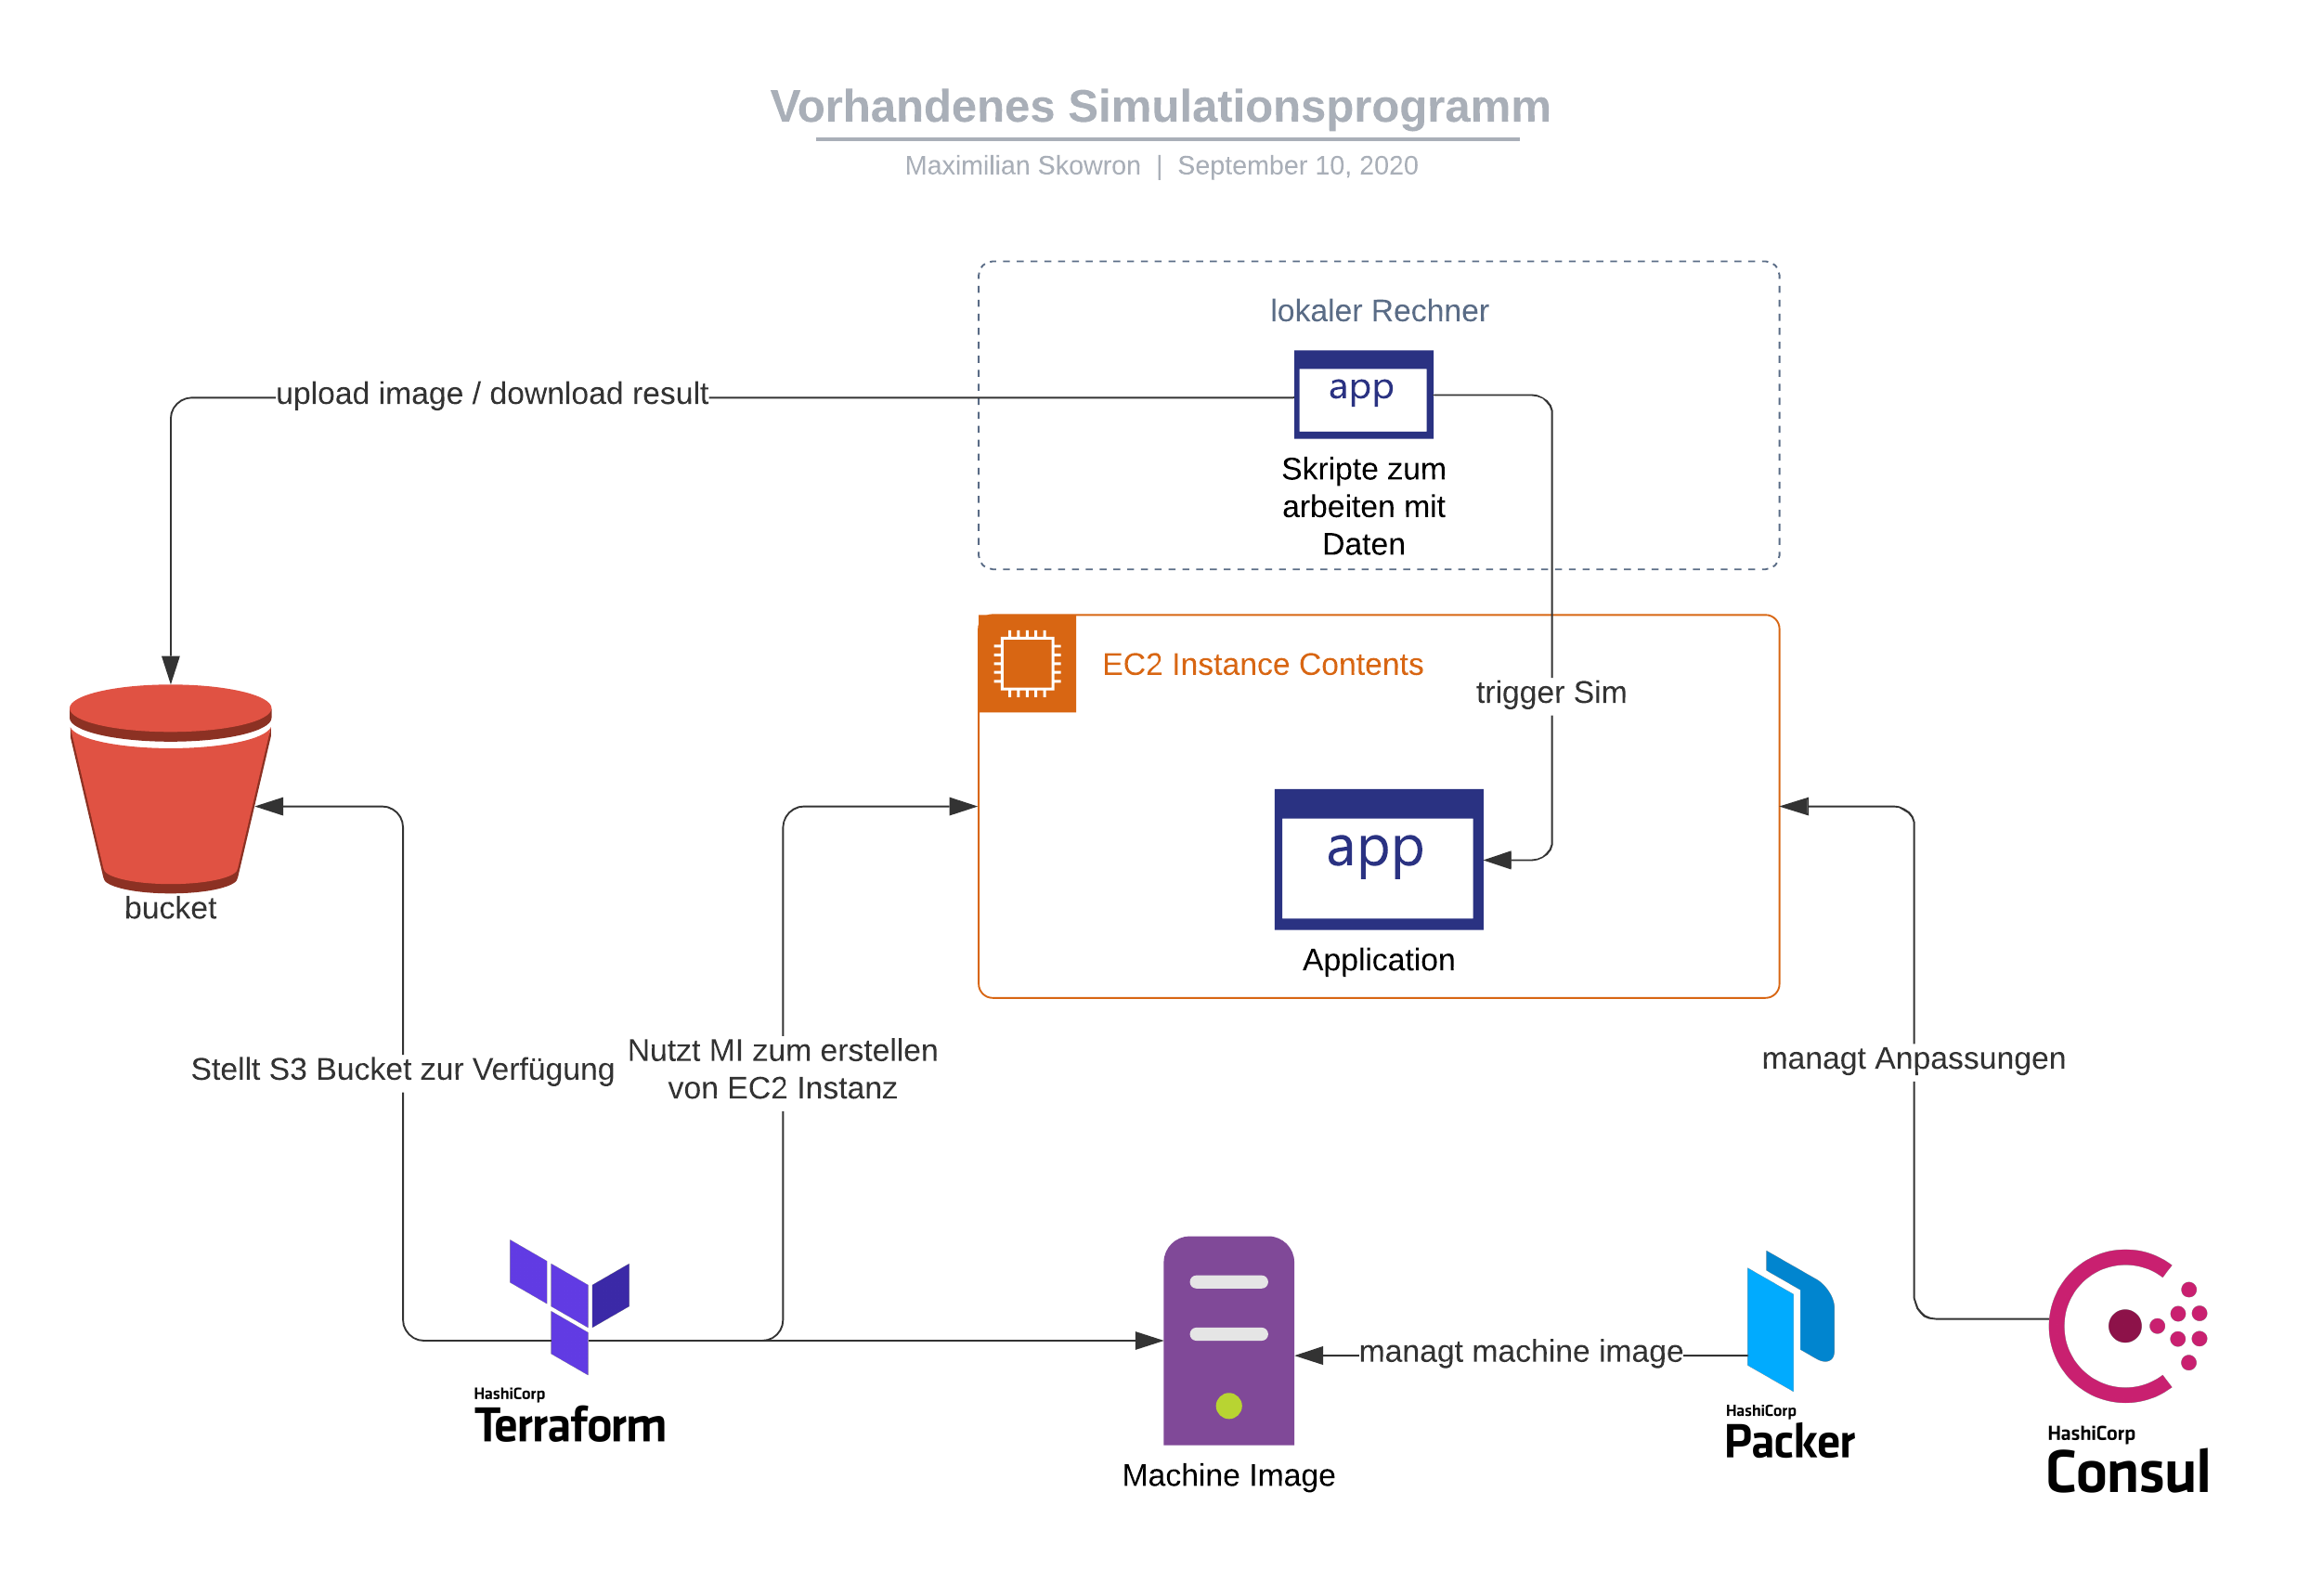 Vorhandenes Simulationsprogramm
Maximilian Skowron | September 10, 2020
lokaler Rechner
app
upload image / download result
Skripte zum
arbeiten mit
Daten
EC2 Instance Contents
trigger Sim
app
Application
bucket
Stellt S3 Bucket zur Verfügung
Nutzt MI zum erstellen
von EC2 Instanz
managt Anpassungen
managt machine image
HashiCorp
Terraform
Machine Image
HashiCorp
Packer
HashiCorp
Consul